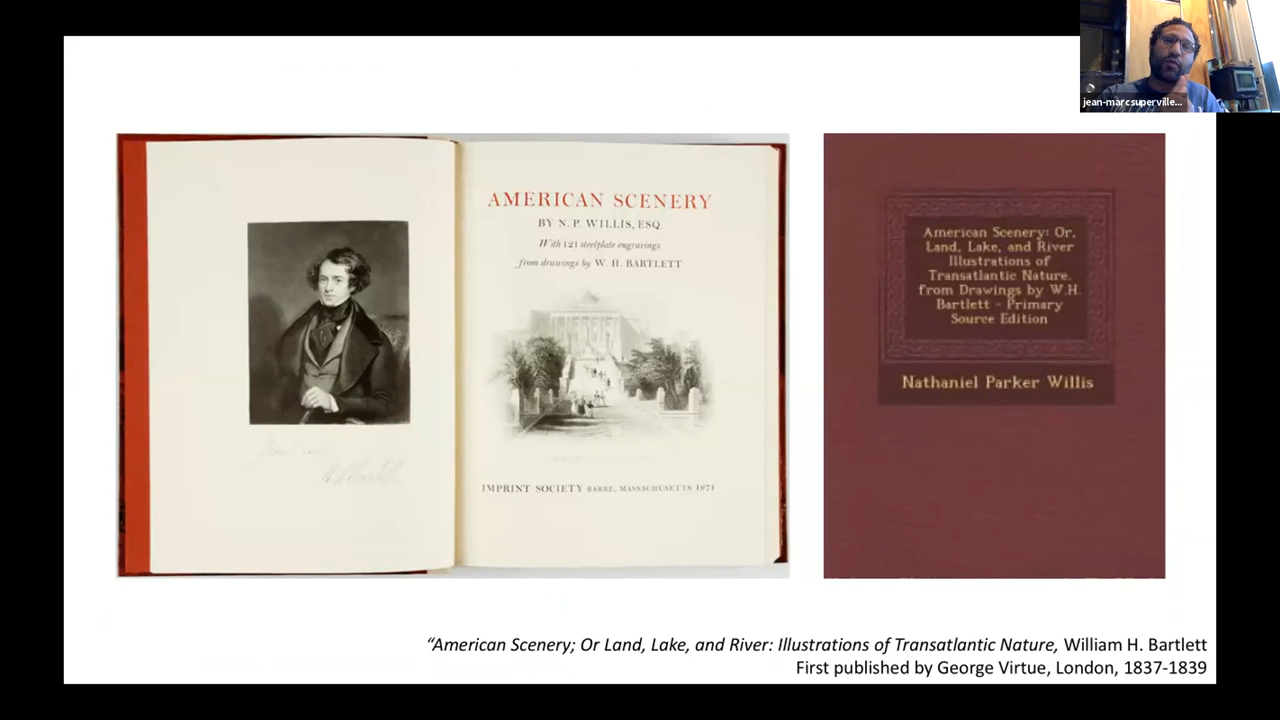 jean-marcsuperville...
AMERICAN SCENERY
BY N. P. WILLIS, ESQ.
With 121 steelplate engravings
from drawings by W. H. BARTLETT
IMPRINT SOCIETY BARRE, MASSACHUSETTS 1971
American Scenery: Or,
Land, Lake, and River
Illustrations of
Transatlantic Nature.
from Drawings by W.H.
Bartlett - Primary
Source Edition
Nathaniel Parker Willis
“American Scenery; Or Land, Lake, and River: Illustrations of Transatlantic Nature, William H. Bartlett
First published by George Virtue, London, 1837-1839